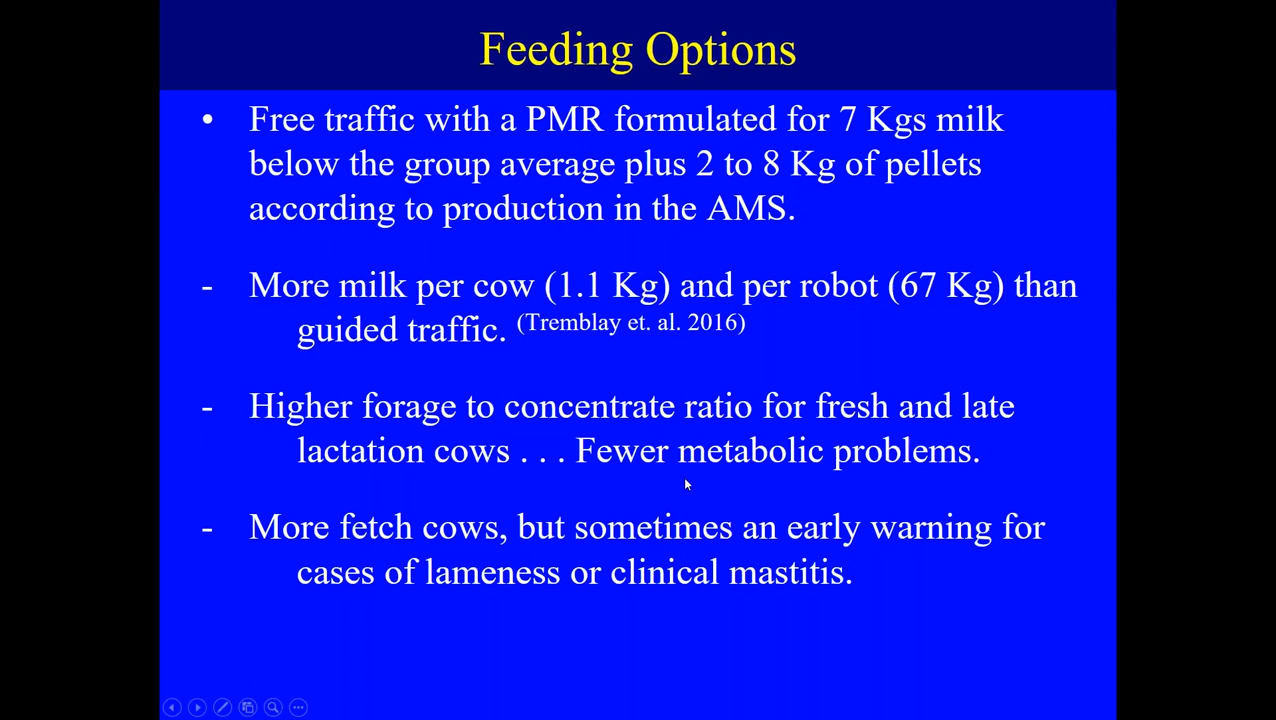 Feeding Options
• Free traffic with a PMR formulated for 7 Kgs milk
below the group average plus 2 to 8 Kg of pellets
according to production in the AMS.
- More milk per cow (1.1 Kg) and per robot (67 Kg) than
guided traffic. (Tremblay et. al. 2016)
- Higher forage to concentrate ratio for fresh and late
lactation cows . . . Fewer metabolic problems.
- More fetch cows, but sometimes an early warning for
cases of lameness or clinical mastitis.